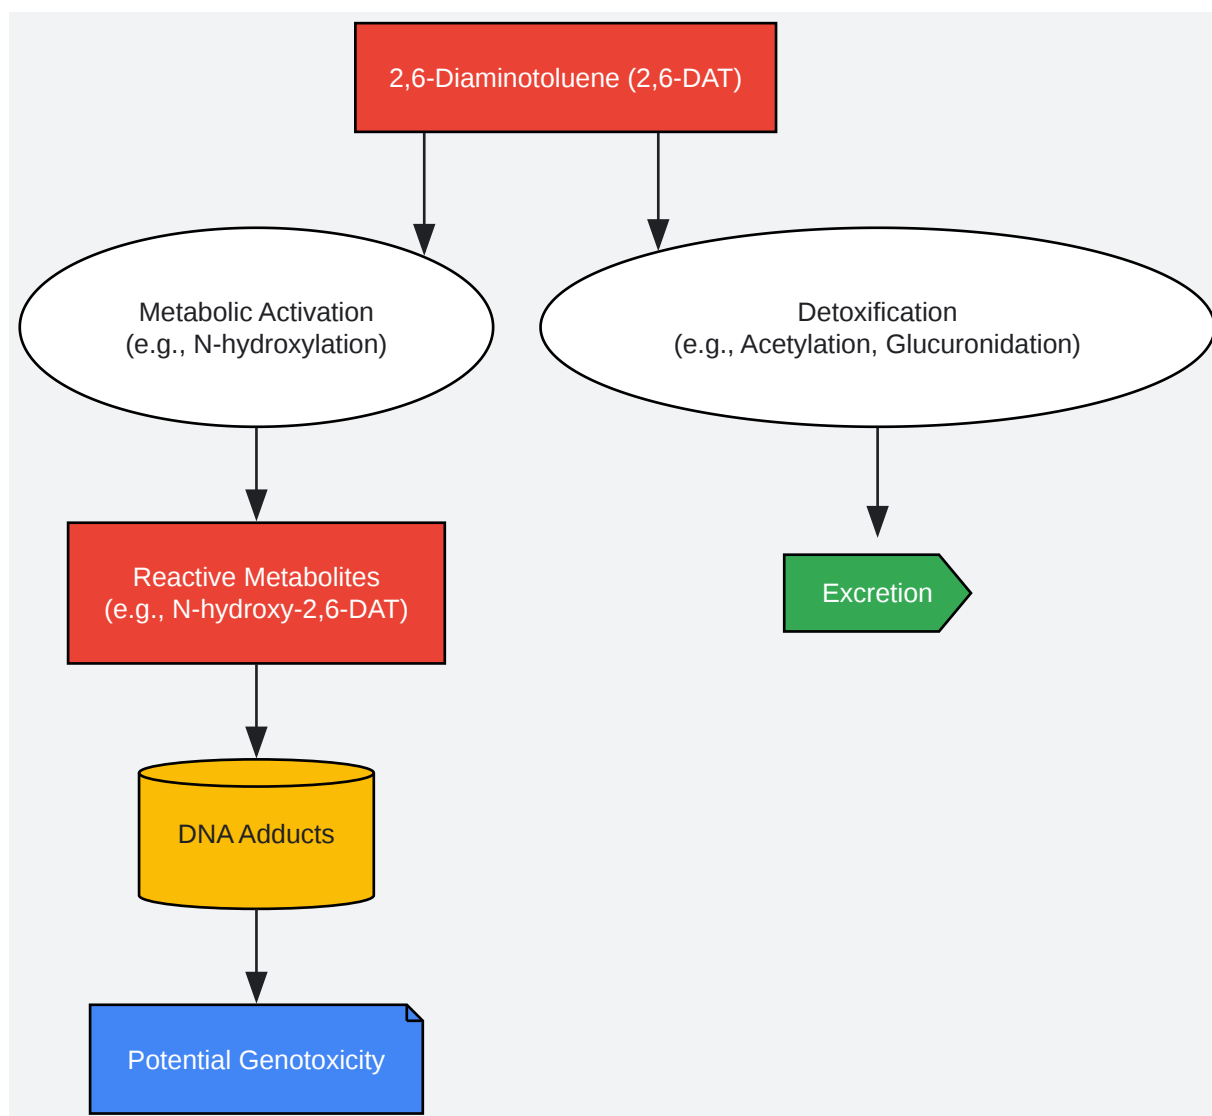 2,6-Diaminotoluene (2,6-DAT)
Metabolic Activation
(e.g., N-hydroxylation)
Detoxification
(e.g., Acetylation, Glucuronidation)
Reactive Metabolites
(e.g., N-hydroxy-2,6-DAT)
Excretion
DNA Adducts
Potential Genotoxicity